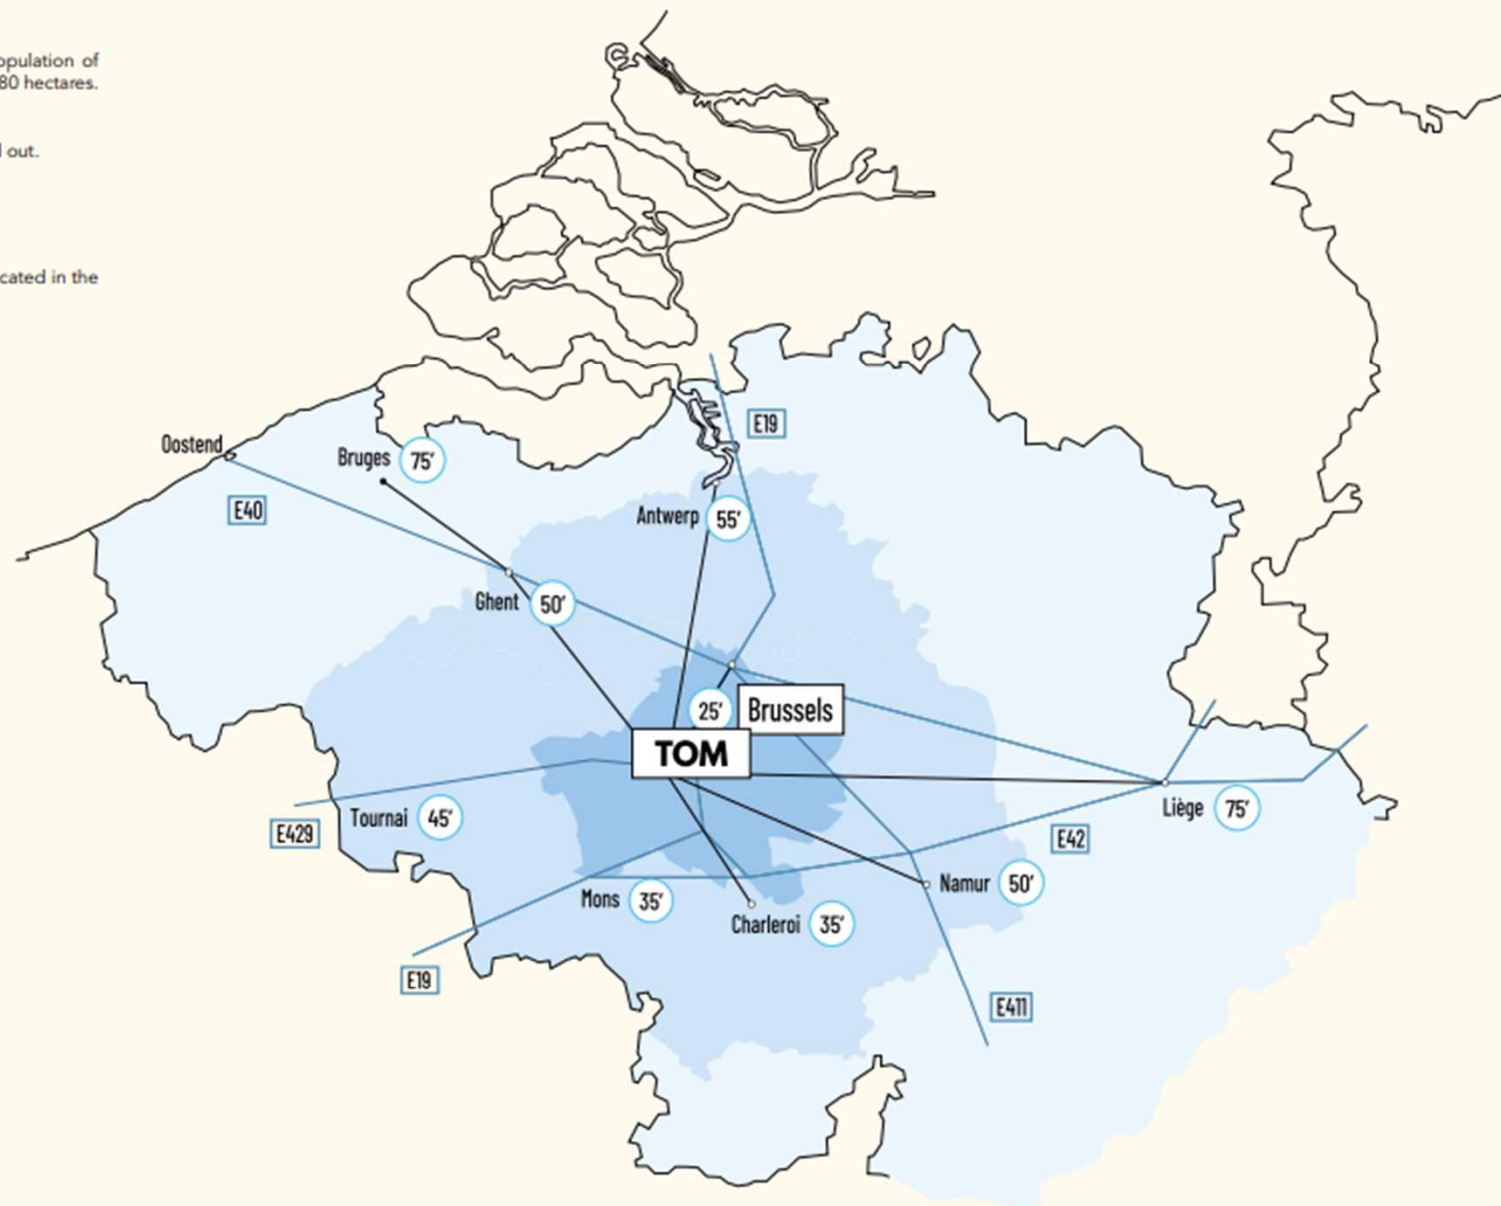 opulation of
80 hectares.
l out.
cated in the
E19
Oostend
Bruges 75’
E40
Antwerp 55’
Ghent 50’
25’ Brussels
TOM
Tournai 45’
Liège 75’
E429
E42
Namur 50’
Mons 35’
Charleroi 35’
E19
E411